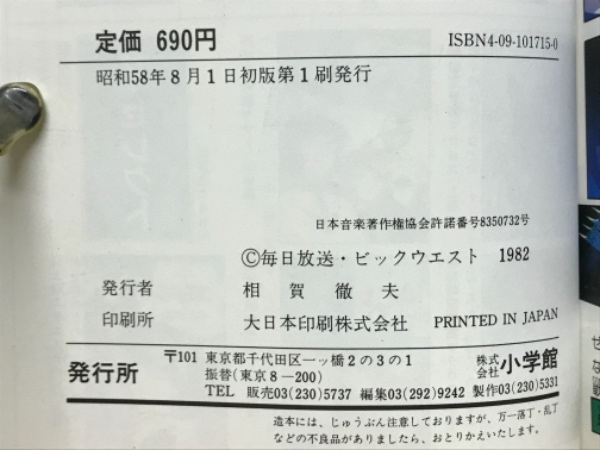 定価 690円 ISBN4-09-101715-0
昭和58年8月1日初版第1刷発行
日本音楽著作権協会許諾番号8350732号
©毎日放送・ビックウエスト 1982
発行者 相賀徹夫
印刷所 大日本印刷株式会社 PRINTED IN JAPAN
発行所 〒101 東京都千代田区一ッ橋2の3の1 株式会社 小学館
振替(東京8-200)
TEL 販売03(230)5737 編集03(292)9242 製作03(230)5331
造本には、じゅうぶん注意しておりますが、万一落丁・乱丁
などの不良品がありましたら、おとりかえいたします。